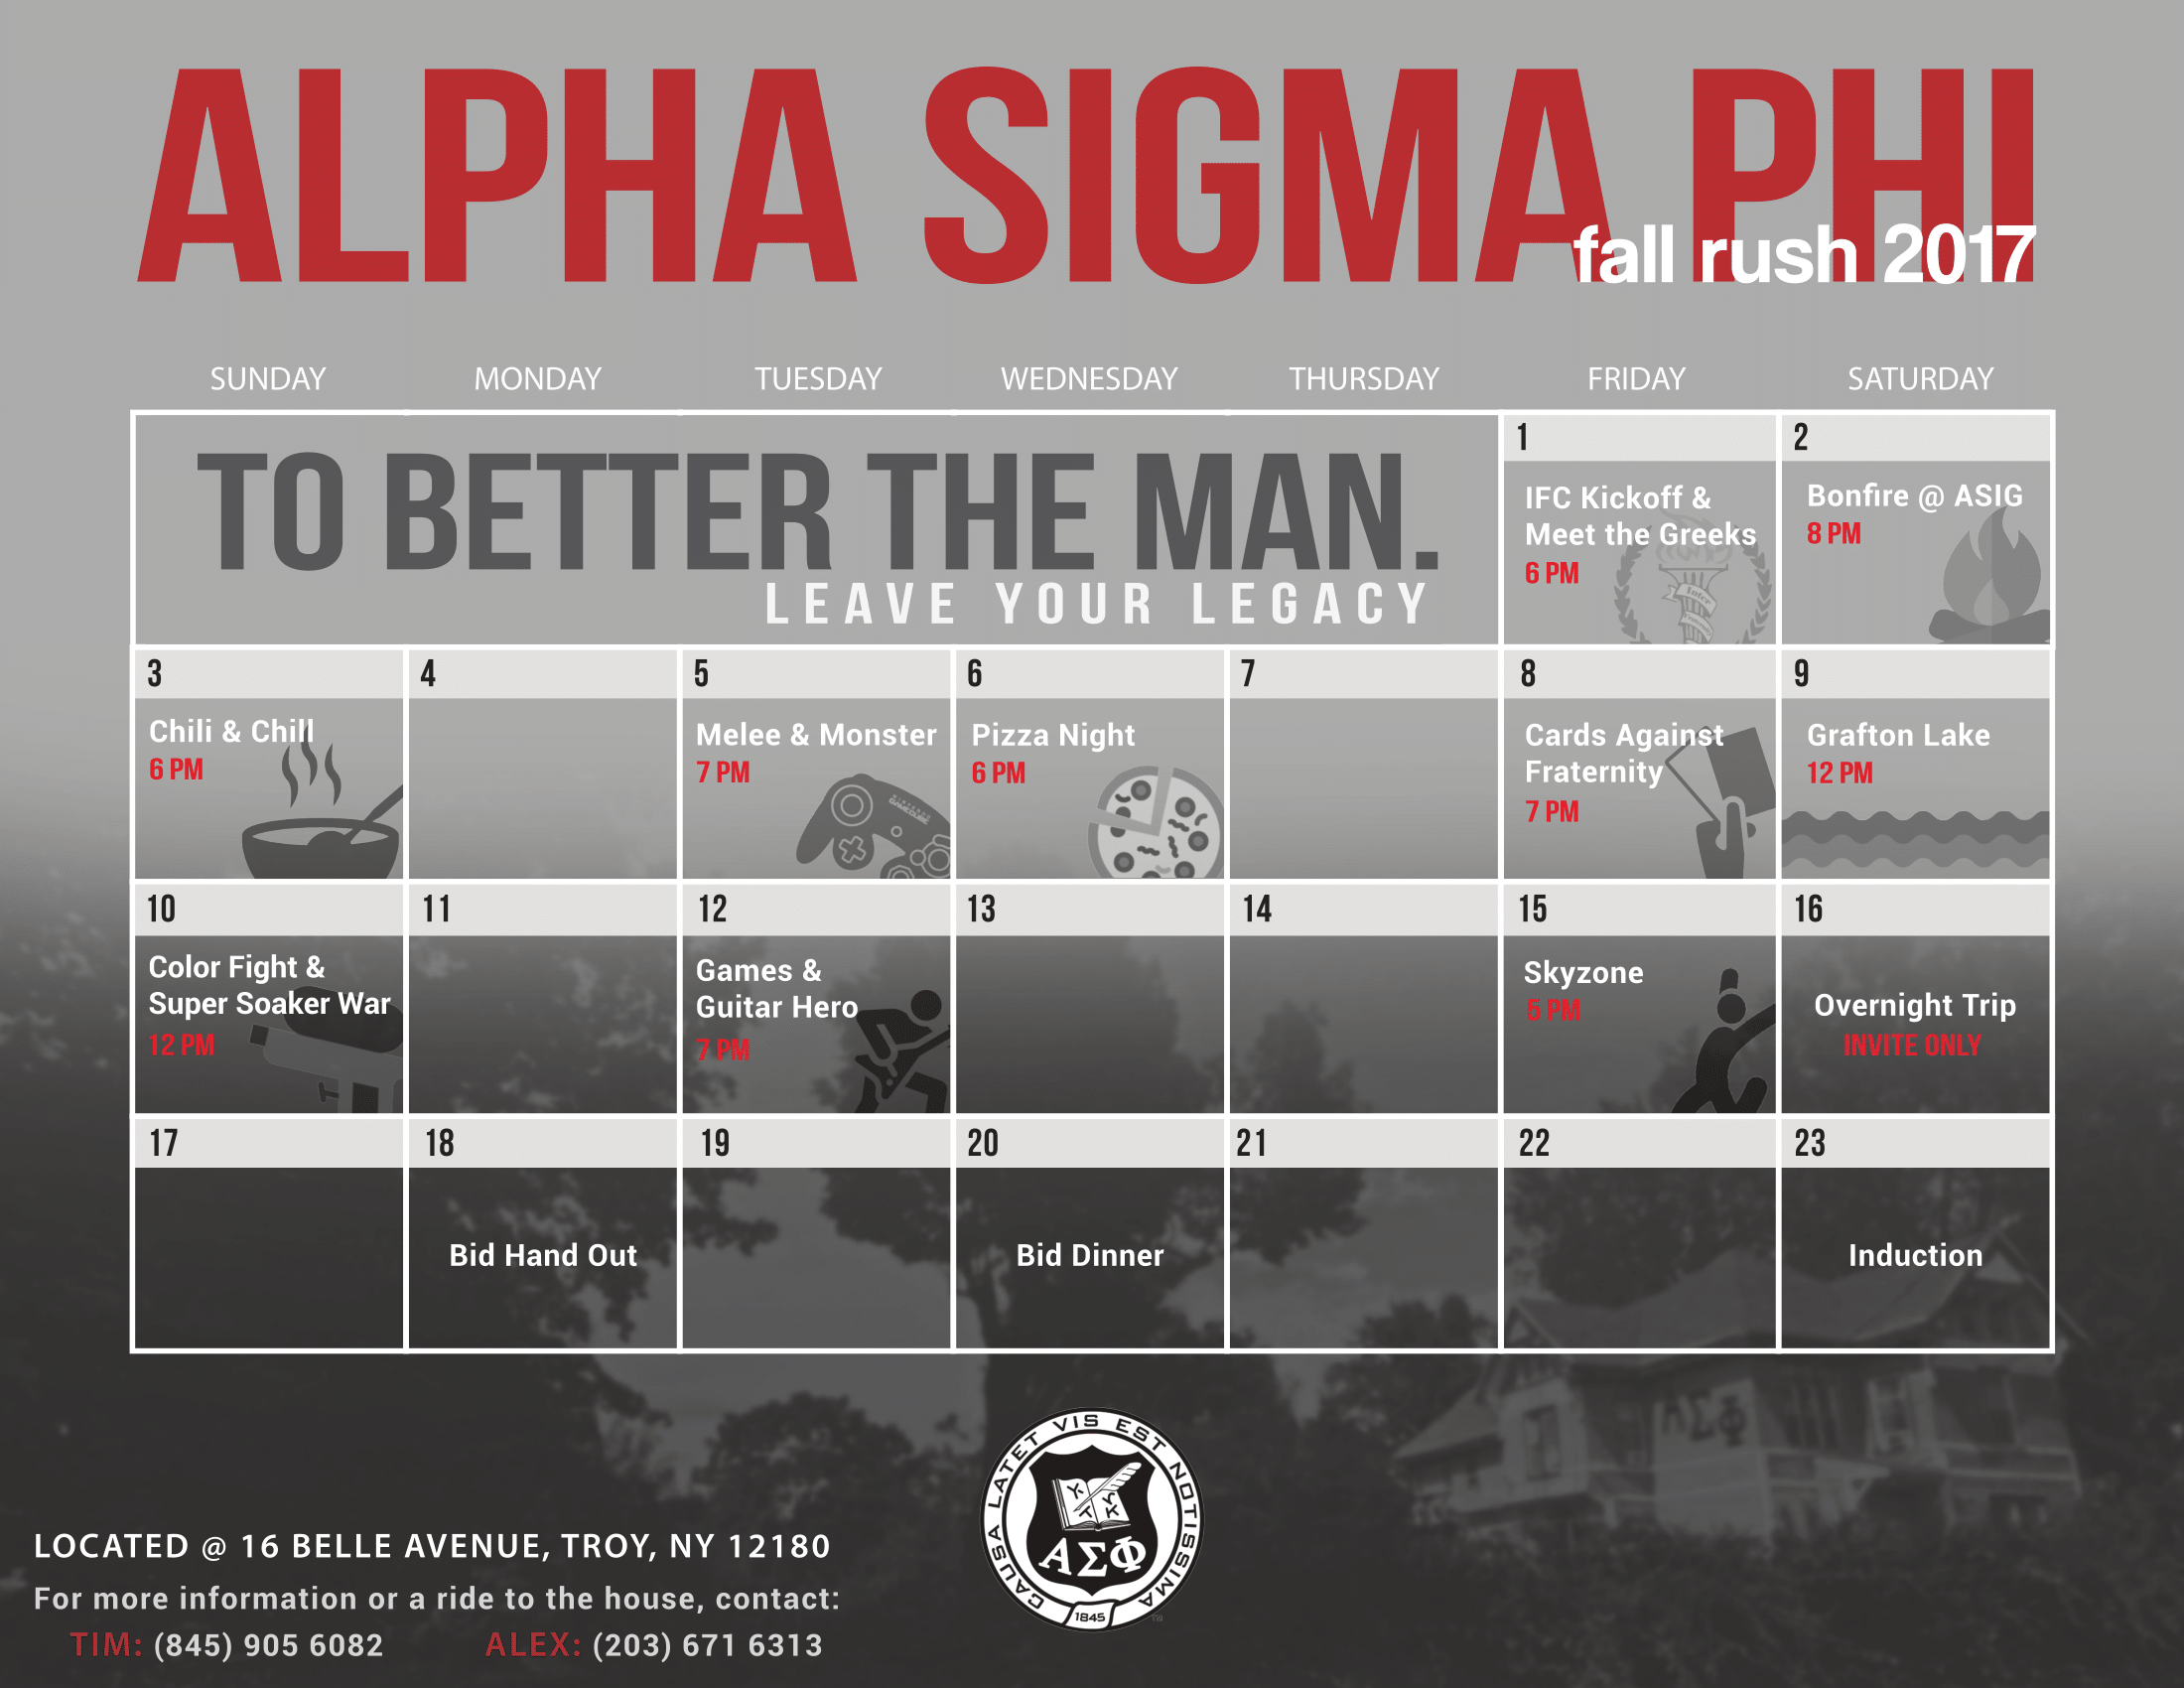 ALPHA SIGMA PHI
fall rush 2017
SUNDAY MONDAY TUESDAY WEDNESDAY THURSDAY FRIDAY SATURDAY
TO BETTER THE MAN.
LEAVE YOUR LEGACY
1
IFC Kickoff &
Meet the Greeks
6 PM
Inter
2
Bonfire @ ASIG
8 PM
3
Chili & Chill
6 PM
4
5
Melee & Monster
7 PM
GAMECUBE
6
Pizza Night
6 PM
7
8
Cards Against
Fraternity
7 PM
9
Grafton Lake
12 PM
10
Color Fight &
Super Soaker War
12 PM
11
12
Games &
Guitar Hero
7 PM
13
14
15
Skyzone
5 PM
16
Overnight Trip
INVITE ONLY
17
18
Bid Hand Out
19
20
Bid Dinner
21
22
23
Induction
ΑΣΦ
CAUSA LATET VIS EST NOTISSIMA
ΑΣΦ
1845
TM
LOCATED @ 16 BELLE AVENUE, TROY, NY 12180
For more information or a ride to the house, contact:
TIM: (845) 905 6082 ALEX: (203) 671 6313